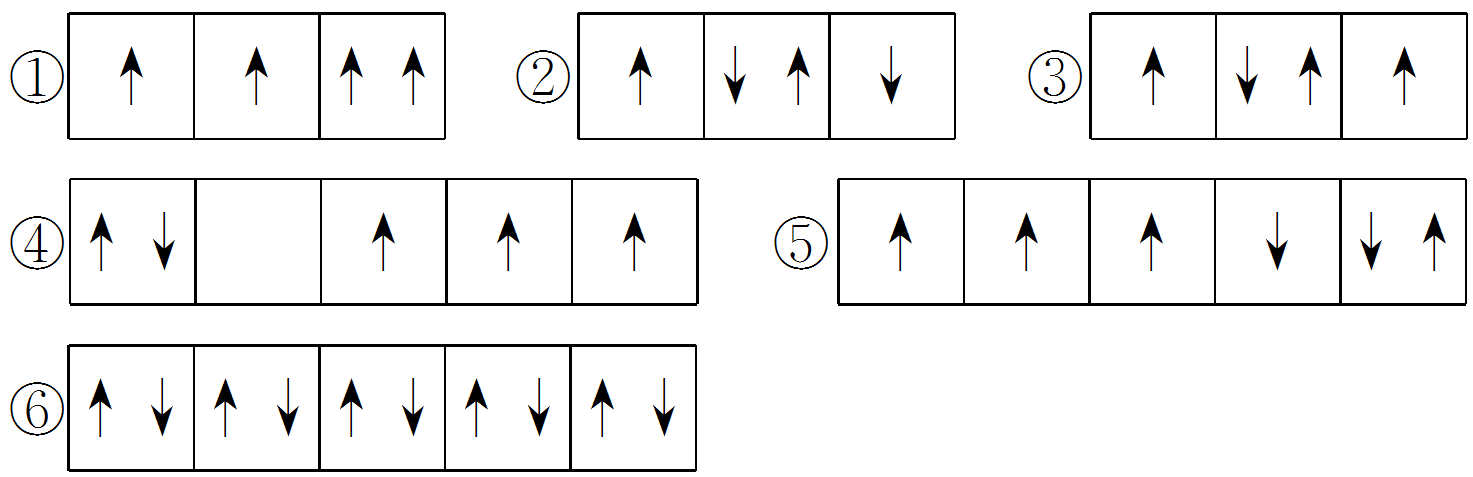 ① ② ③
④ ⑤
⑥